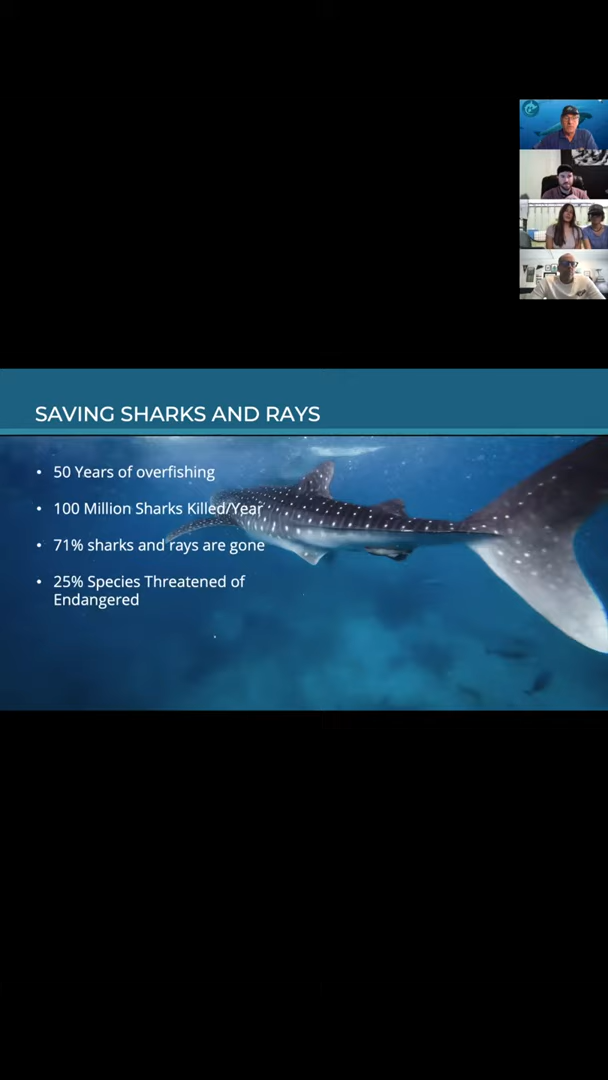 SAVING SHARKS AND RAYS
• 50 Years of overfishing
• 100 Million Sharks Killed/Year
• 71% sharks and rays are gone
• 25% Species Threatened of
Endangered